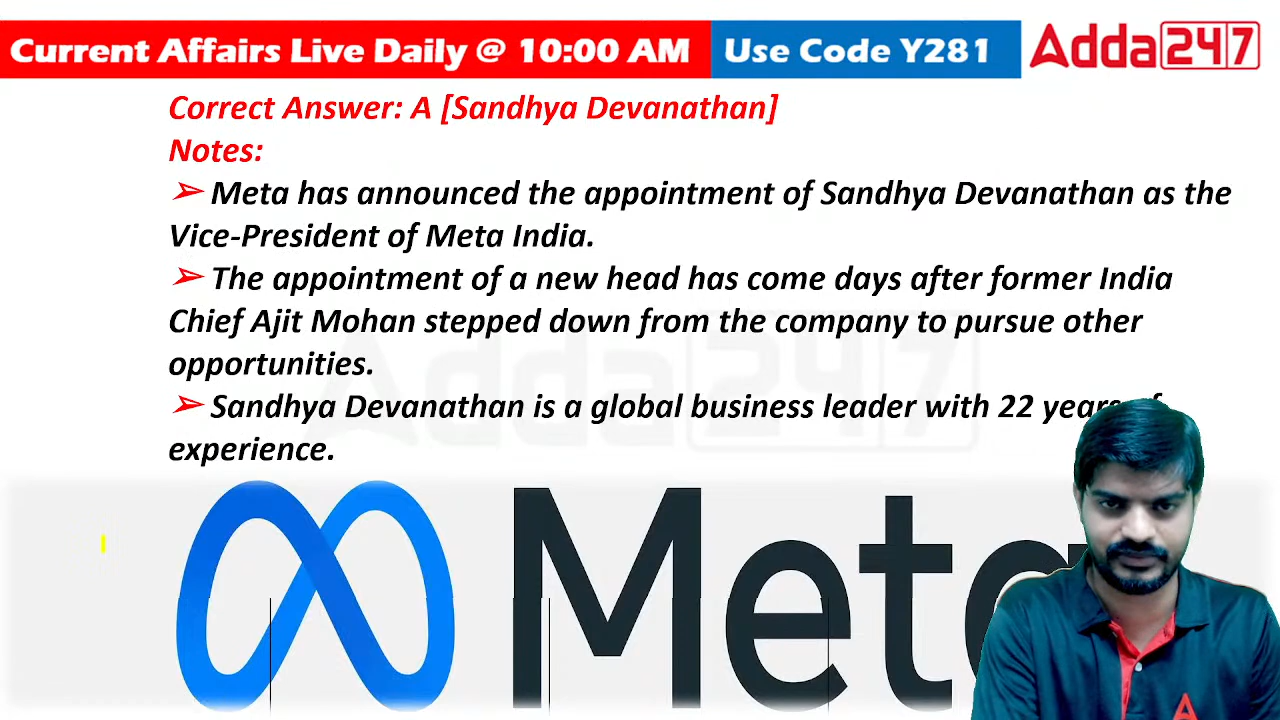 Current Affairs Live Daily @ 10:00 AM Use Code Y281 Adda247
Correct Answer: A [Sandhya Devanathan]
Notes:
➢ Meta has announced the appointment of Sandhya Devanathan as the
Vice-President of Meta India.
➢ The appointment of a new head has come days after former India
Chief Ajit Mohan stepped down from the company to pursue other
opportunities.
➢ Sandhya Devanathan is a global business leader with 22 years of
experience.
Adda247
Meta